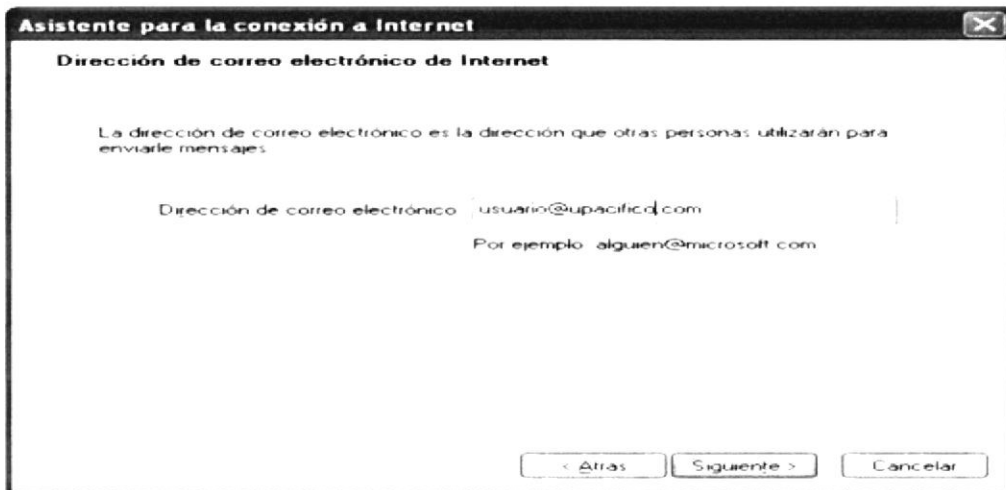 Asistente para la conexión a Internet
Dirección de correo electrónico de Internet
La dirección de correo electrónico es la dirección que otras personas utilizarán para
enviarle mensajes
Dirección de correo electrónico usuario@upacifico.com
Por ejemplo alguien@microsoft.com
< Atras Siguiente > Cancelar